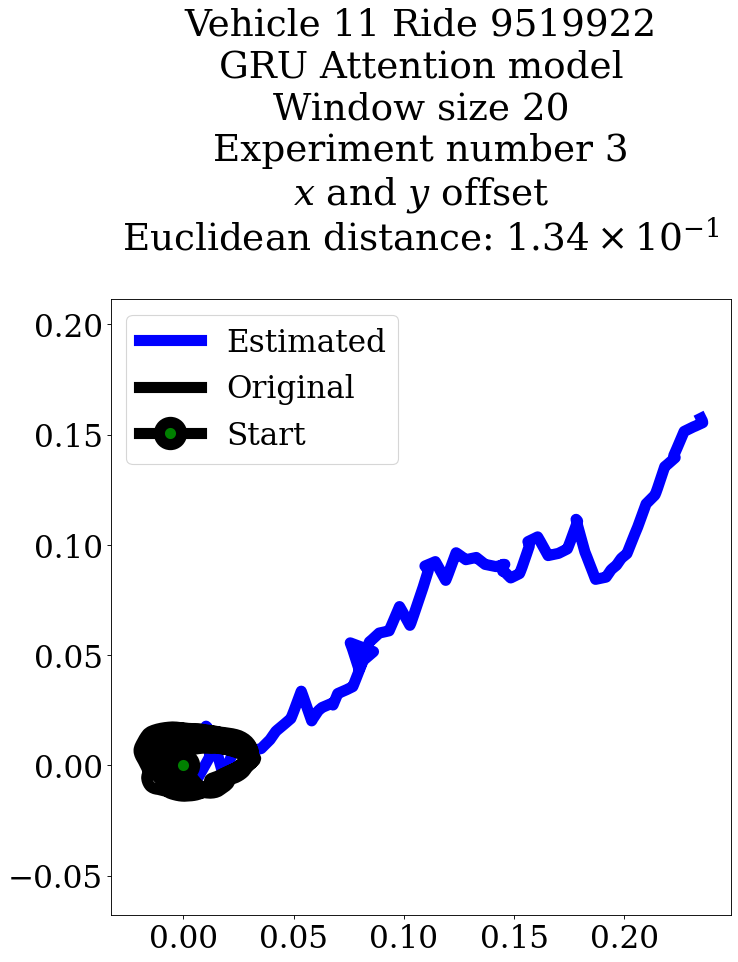 Vehicle 11 Ride 9519922
GRU Attention model
Window size 20
Experiment number 3
x and y offset
Euclidean distance: 1.34 × 10⁻¹
Estimated
Original
Start
0.20
0.15
0.10
0.05
0.00
−0.05
0.00 0.05 0.10 0.15 0.20